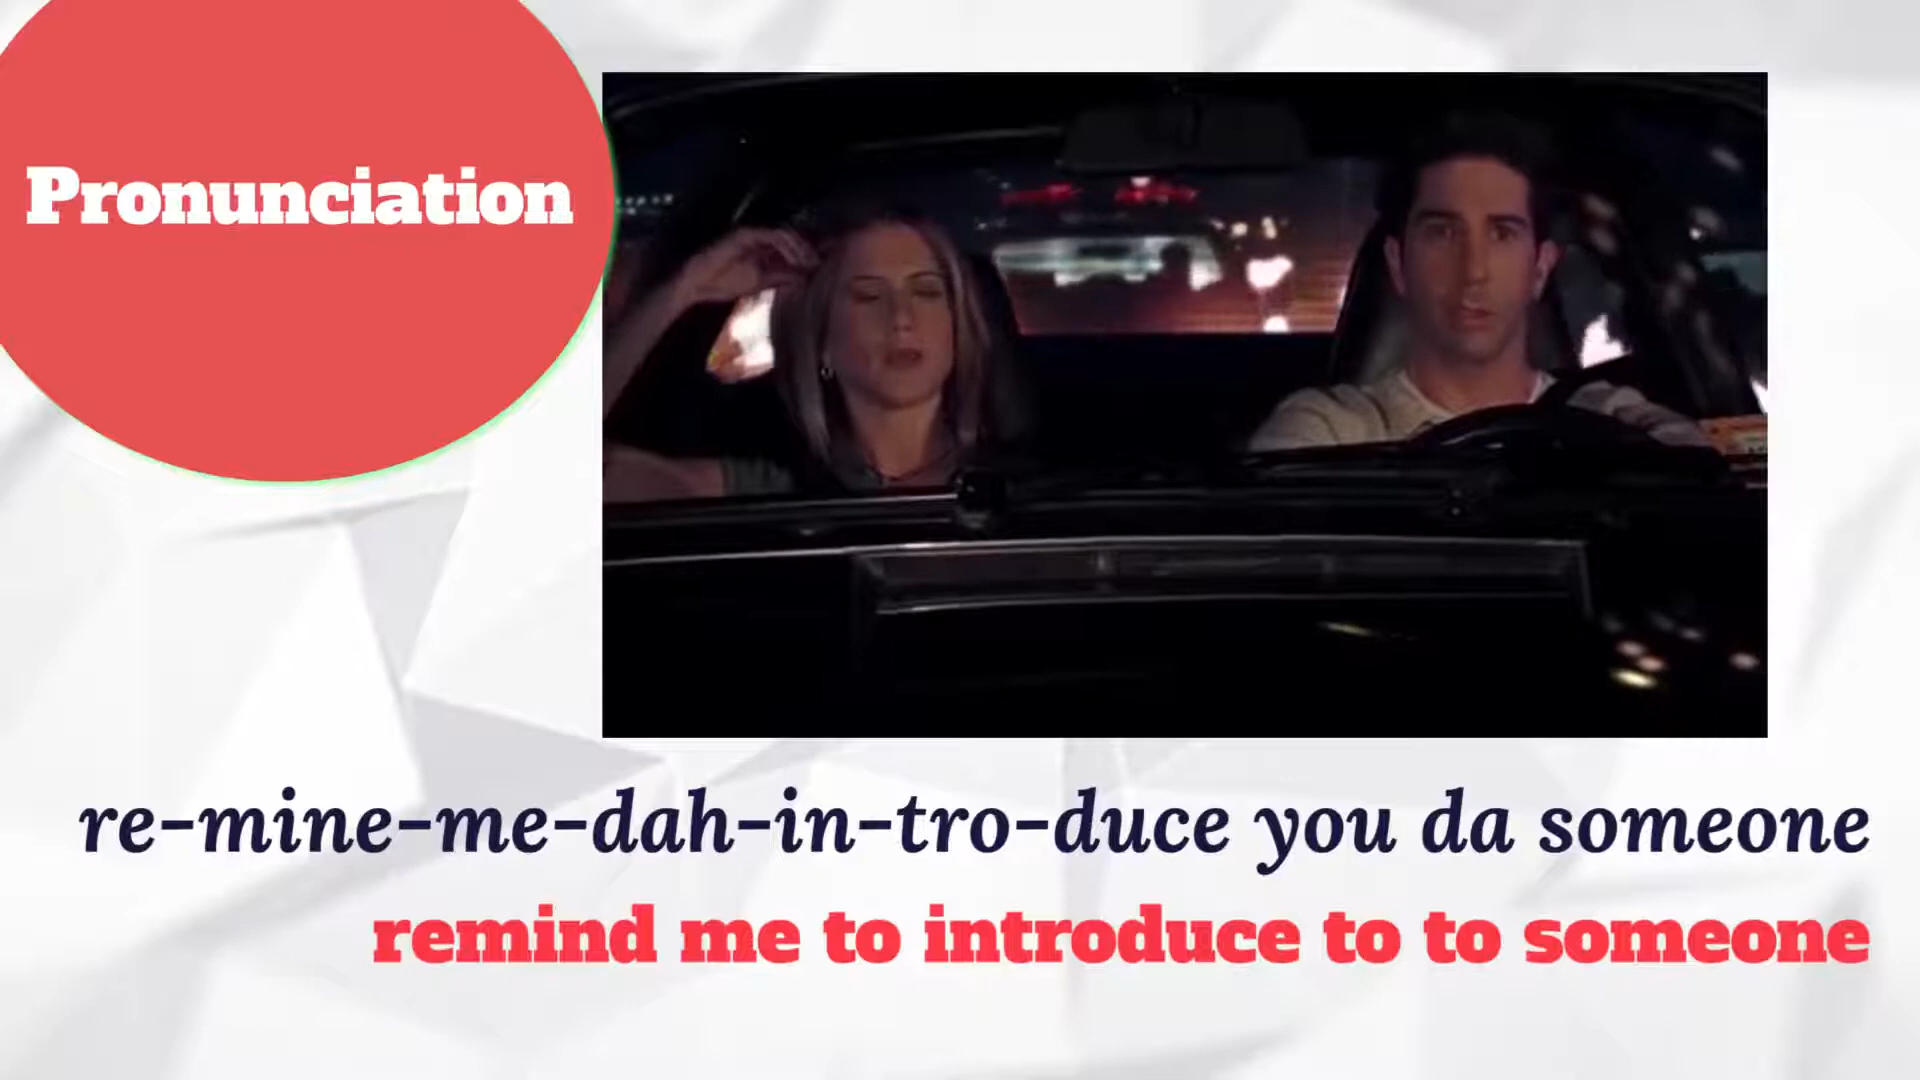 Pronunciation
re-mine-me-dah-in-tro-duce you da someone
remind me to introduce to to someone